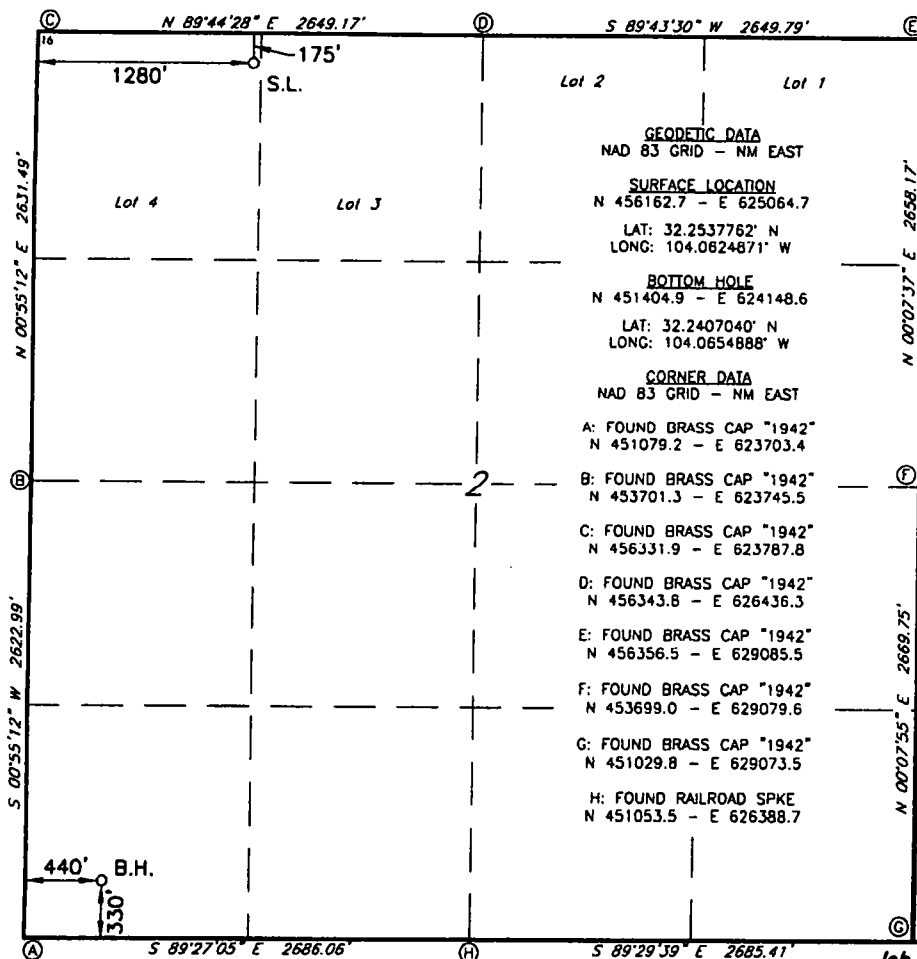 C N 89°44'28" E 2649.17' D S 89°43'30" W 2649.79' E
16
175'
1280'
S.L.
Lot 2 Lot 1
GEODETIC DATA
NAD 83 GRID - NM EAST
SURFACE LOCATION
N 456162.7 - E 625064.7
LAT: 32.2537762' N
LONG: 104.0624871' W
N 00°55'12" E 2631.49'
N 00°07'37" E 2658.17'
Lot 4 Lot 3
BOTTOM HOLE
N 451404.9 - E 624148.6
LAT: 32.2407040' N
LONG: 104.0654888' W
CORNER DATA
NAD 83 GRID - NM EAST
A: FOUND BRASS CAP "1942"
N 451079.2 - E 623703.4
B 2 F
B: FOUND BRASS CAP "1942"
N 453701.3 - E 623745.5
C: FOUND BRASS CAP "1942"
N 456331.9 - E 623787.8
D: FOUND BRASS CAP "1942"
N 456343.8 - E 626436.3
E: FOUND BRASS CAP "1942"
N 456356.5 - E 629085.5
F: FOUND BRASS CAP "1942"
N 453699.0 - E 629079.6
G: FOUND BRASS CAP "1942"
N 451029.8 - E 629073.5
H: FOUND RAILROAD SPKE
N 451053.5 - E 626388.7
S 00°55'12" W 2622.99'
N 00°07'55" E 2669.75'
440' B.H.
330'
G
A S 89°27'05" E 2686.06' H S 89°29'39" E 2685.41'